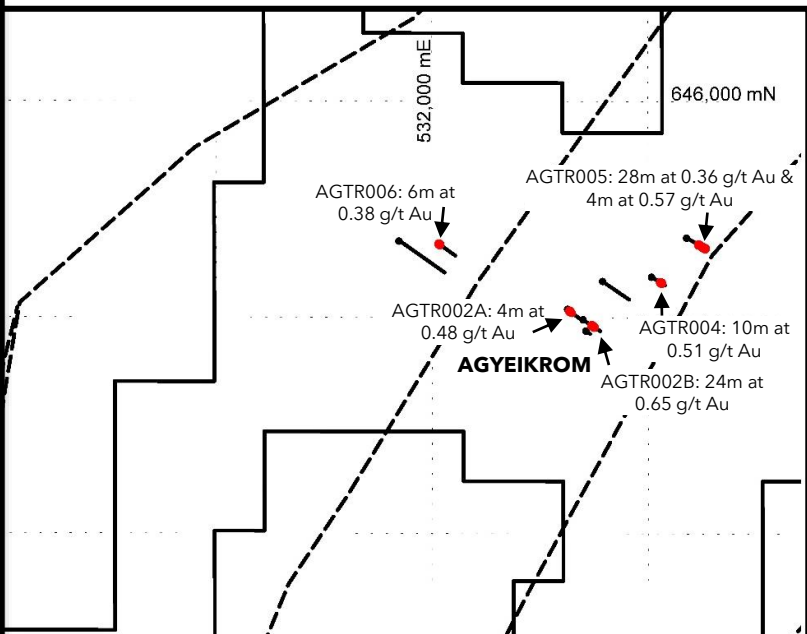 532,000 mE
646,000 mN
AGTR005: 28m at 0.36 g/t Au &
4m at 0.57 g/t Au
AGTR006: 6m at
0.38 g/t Au
AGTR002A: 4m at
0.48 g/t Au
AGTR004: 10m at
0.51 g/t Au
AGYEIKROM
AGTR002B: 24m at
0.65 g/t Au